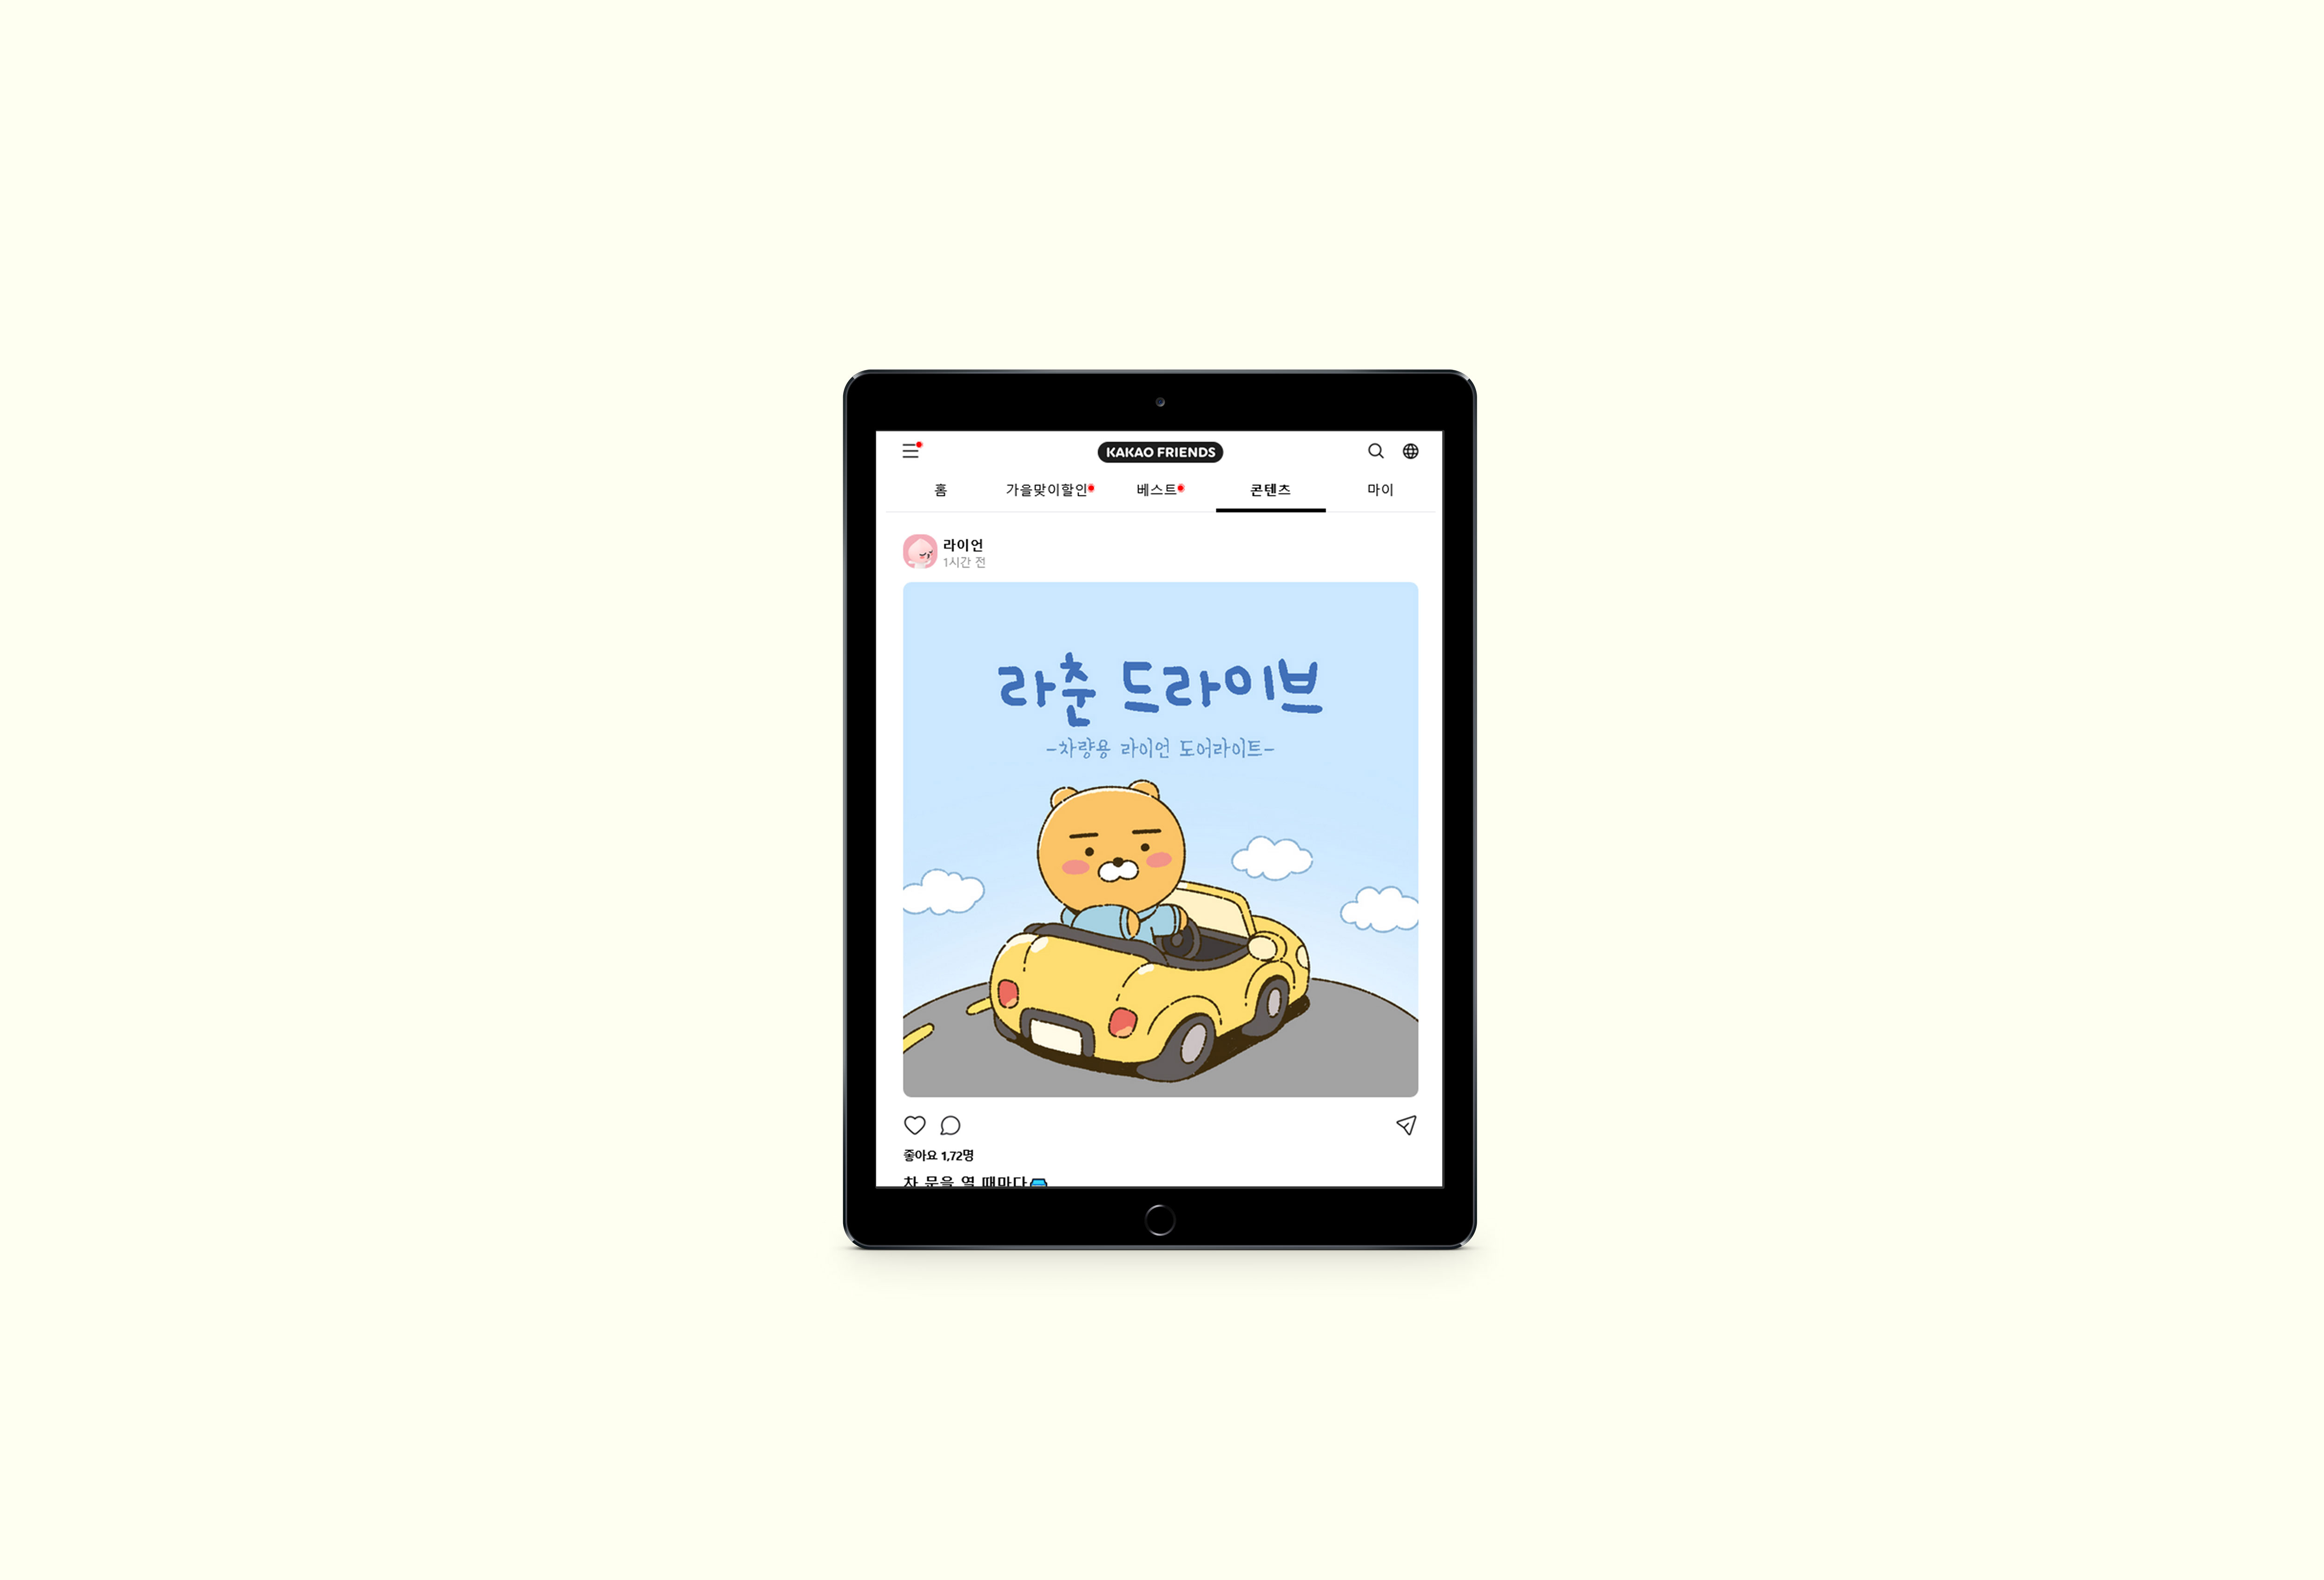 KAKAO FRIENDS
홈 가을맞이할인 베스트 콘텐츠 마이
라이언
1시간 전
라춘 드라이브
-차량용 라이언 도어라이트-
좋아요 1,72명
차 문을 열 때마다